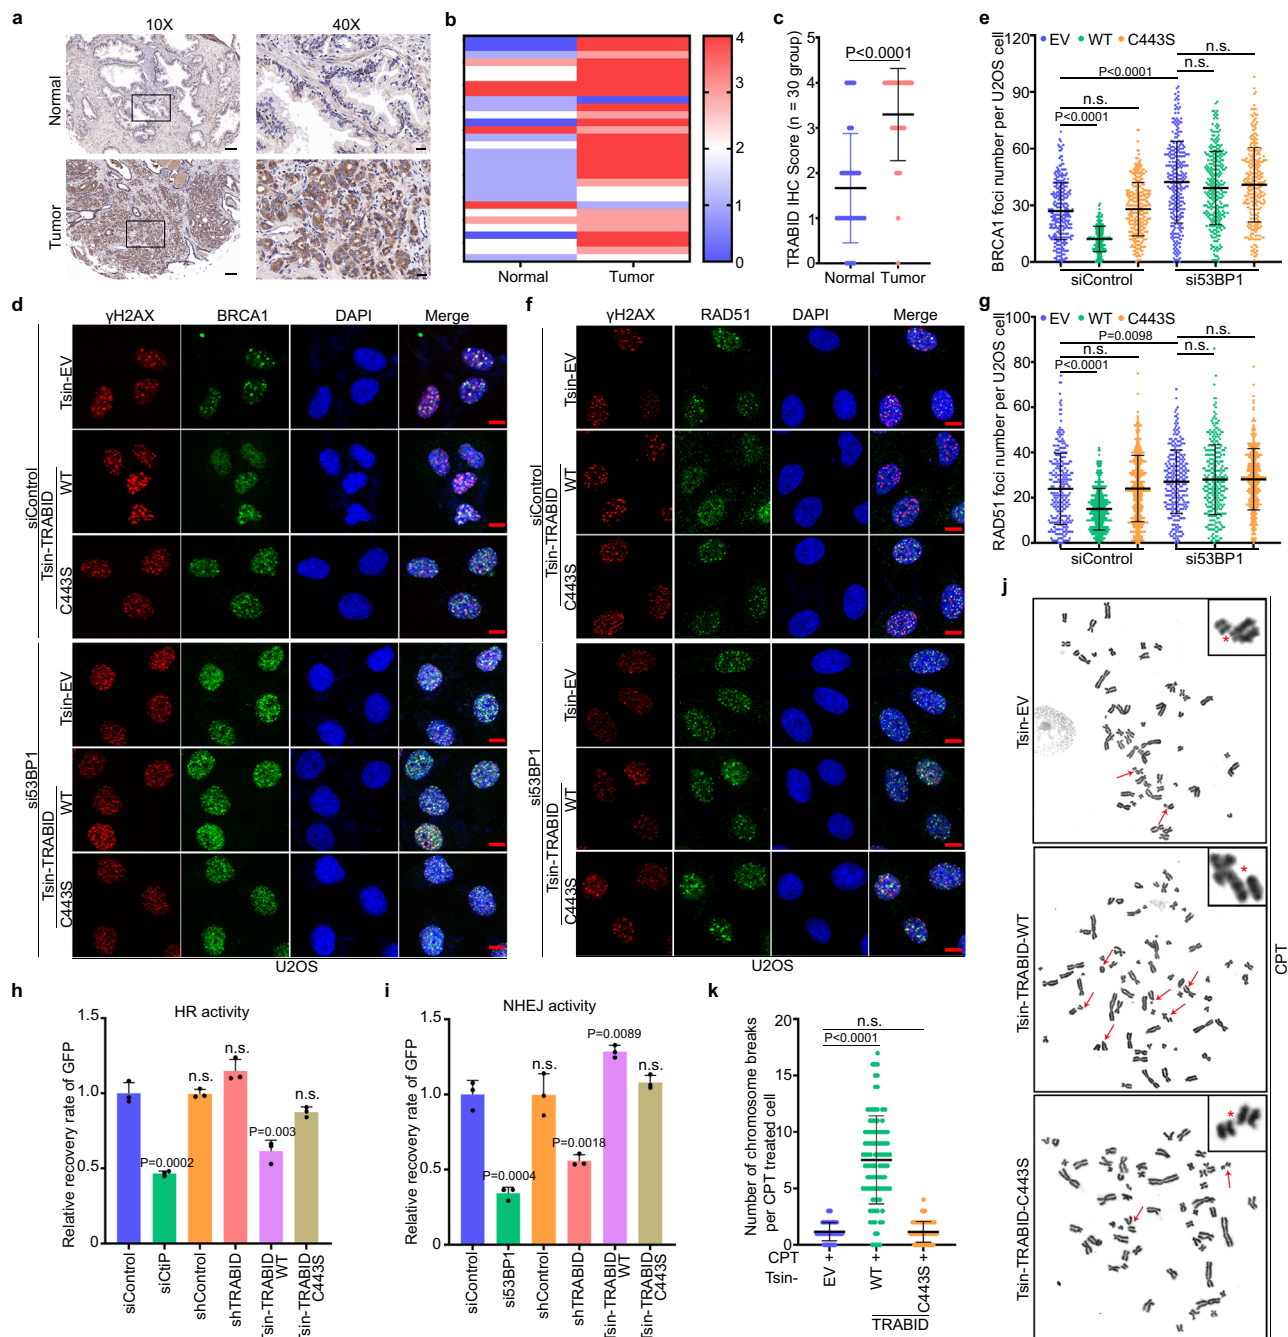 a
10X
40X
Normal
Tumor
b
4
3
2
1
0
Normal
Tumor
c
P<0.0001
TRABID IHC Score (n = 30 group)
5
4
3
2
1
0
Normal
Tumor
e
EV
WT
C443S
n.s.
n.s.
P<0.0001
n.s.
P<0.0001
BRCA1 foci number per U2OS cell
120
90
60
30
0
siControl
si53BP1
d
γH2AX
BRCA1
DAPI
Merge
siControl
Tsin-EV
Tsin-TRABID
WT
C443S
si53BP1
Tsin-EV
Tsin-TRABID
WT
C443S
U2OS
f
γH2AX
RAD51
DAPI
Merge
siControl
Tsin-EV
Tsin-TRABID
WT
C443S
si53BP1
Tsin-EV
Tsin-TRABID
WT
C443S
U2OS
g
EV
WT
C443S
n.s.
P=0.0098
n.s.
n.s.
P<0.0001
RAD51 foci number per U2OS cell
100
80
60
40
20
0
siControl
si53BP1
h
HR activity
Relative recovery rate of GFP
1.5
1.0
0.5
0
P=0.0002
n.s.
n.s.
P=0.003
n.s.
siControl
siCtiP
shControl
shTRABID
Tsin-TRABID
WT
Tsin-TRABID
C443S
i
NHEJ activity
Relative recovery rate of GFP
1.5
1.0
0.5
0
P=0.0004
n.s.
P=0.0018
P=0.0089
n.s.
siControl
si53BP1
shControl
shTRABID
Tsin-TRABID
WT
Tsin-TRABID
C443S
j
Tsin-EV
*
Tsin-TRABID-WT
*
Tsin-TRABID-C443S
*
CPT
k
n.s.
P<0.0001
Number of chromosome breaks
per CPT treated cell
20
15
10
5
0
CPT + + +
Tsin- EV WT C443S
TRABID